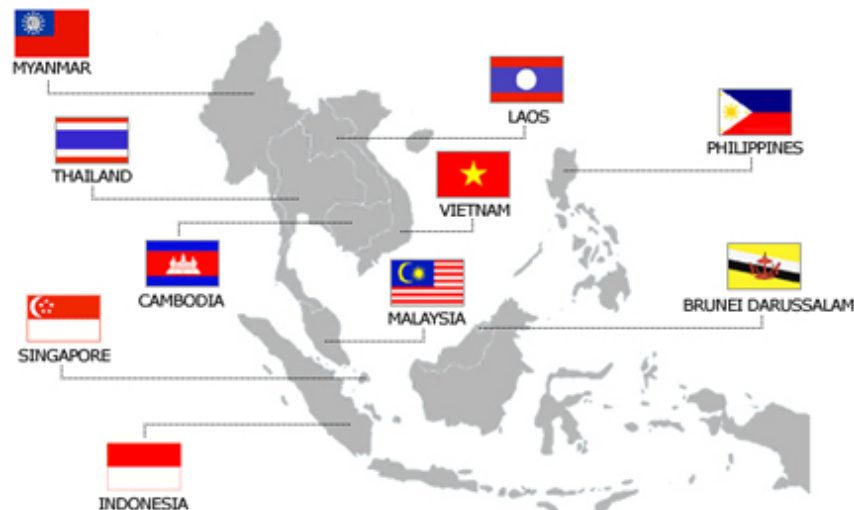 MYANMAR
LAOS
PHILIPPINES
THAILAND
VIETNAM
CAMBODIA
MALAYSIA
BRUNEI DARUSSALAM
SINGAPORE
INDONESIA